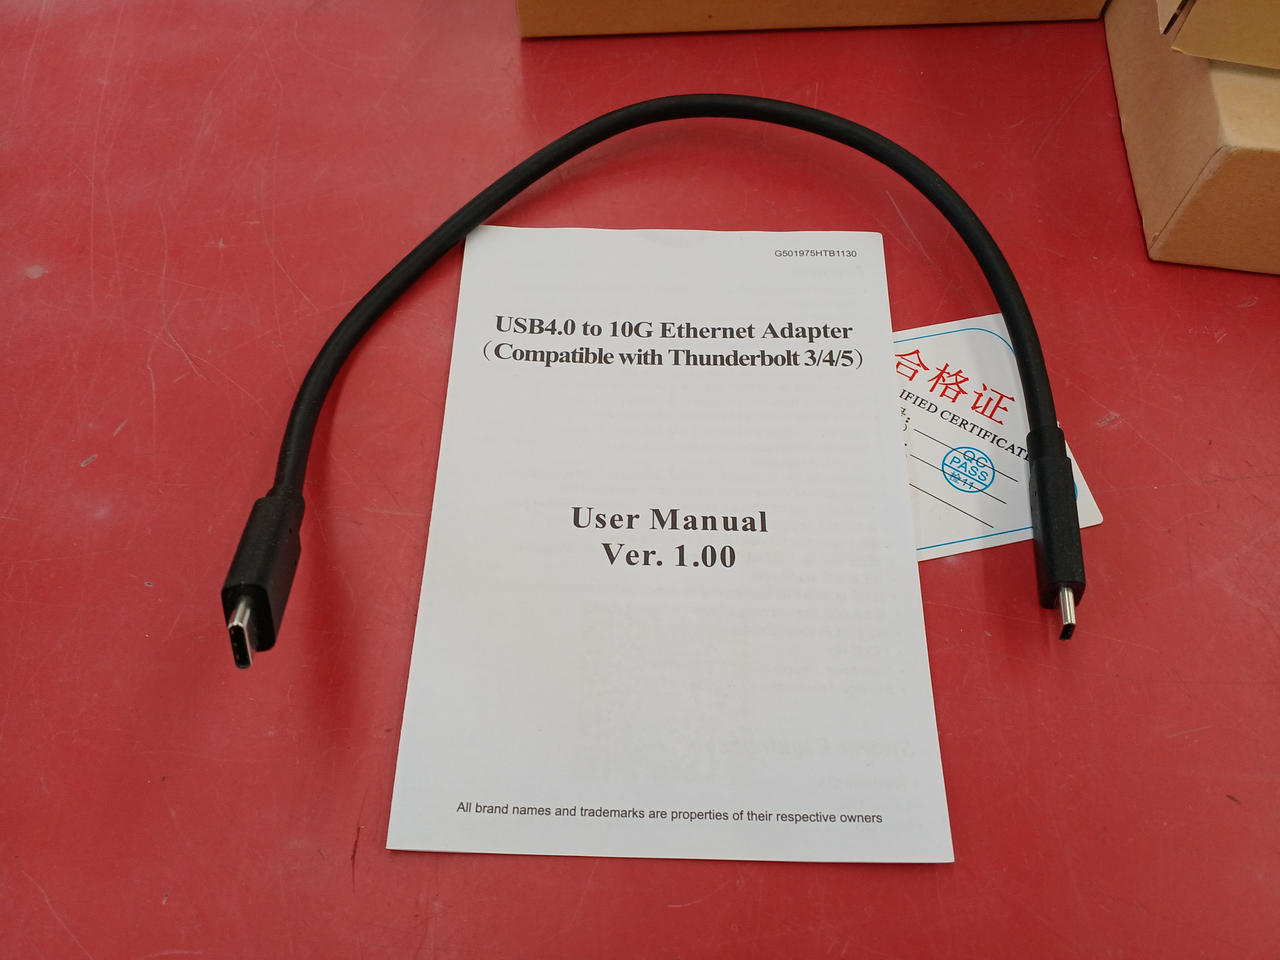 G501975HTB1130
USB4.0 to 10G Ethernet Adapter
（Compatible with Thunderbolt 3/4/5）
User Manual
Ver. 1.00
All brand names and trademarks are properties of their respective owners
合格证
IFIED CERTIFICAT
QC
PASS